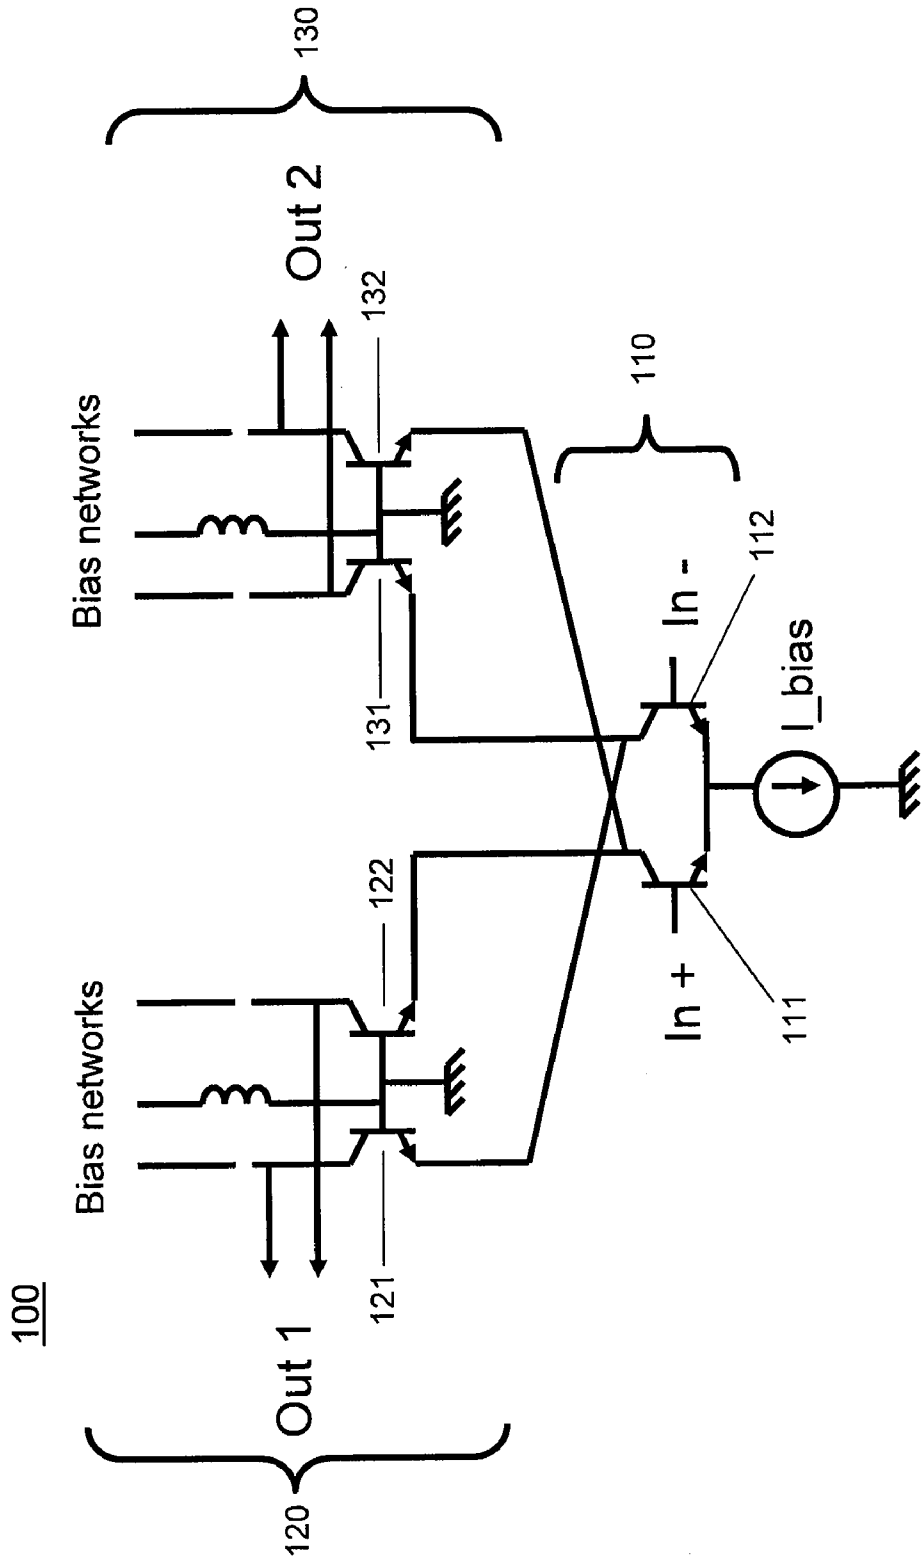 100
Bias networks
Bias networks
Out 1
Out 2
120
130
121
122
131
132
110
In +
In -
111
112
I_bias